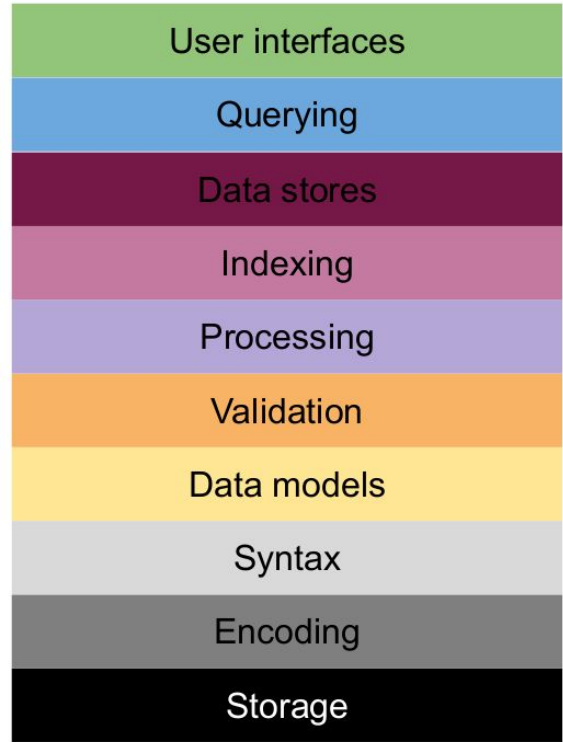 User interfaces
Querying
Data stores
Indexing
Processing
Validation
Data models
Syntax
Encoding
Storage